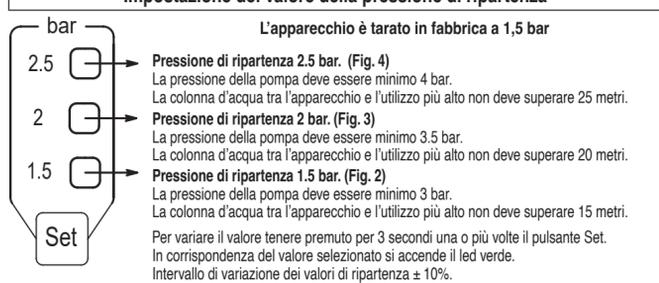 Impostazione del valore della pressione di ripartenza
bar
L'apparecchio è tarato in fabbrica a 1,5 bar
2.5
Pressione di ripartenza 2.5 bar. (Fig. 4)
La pressione della pompa deve essere minimo 4 bar.
La colonna d'acqua tra l'apparecchio e l'utilizzo più alto non deve superare 25 metri.
2
Pressione di ripartenza 2 bar. (Fig. 3)
La pressione della pompa deve essere minimo 3.5 bar.
La colonna d'acqua tra l'apparecchio e l'utilizzo più alto non deve superare 20 metri.
1.5
Pressione di ripartenza 1.5 bar. (Fig. 2)
La pressione della pompa deve essere minimo 3 bar.
La colonna d'acqua tra l'apparecchio e l'utilizzo più alto non deve superare 15 metri.
Set
Per variare il valore tenere premuto per 3 secondi una o più volte il pulsante Set.
In corrispondenza del valore selezionato si accende il led verde.
Intervallo di variazione dei valori di ripartenza ± 10%.